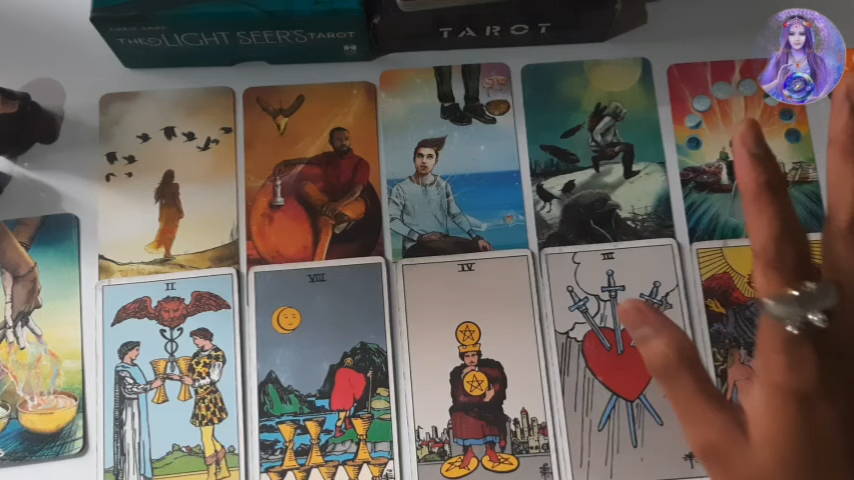 THE LIGHT SEER'S TAROT
TAROT
II
VIII
IV
III